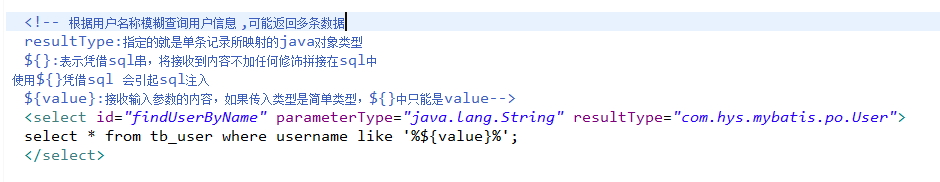 <!-- 根据用户名称模糊查询用户信息 ,可能返回多条数据
resultType:指定的就是单条记录所映射的java对象类型
${}:表示凭借sql串，将接收到内容不加任何修饰拼接在sql中
使用${}凭借sql 会引起sql注入
${value}:接收输入参数的内容，如果传入类型是简单类型，${}中只能是value-->
<select id="findUserByName" parameterType="java.lang.String" resultType="com.hys.mybatis.po.User">
select * from tb_user where username like '%${value}%';
</select>